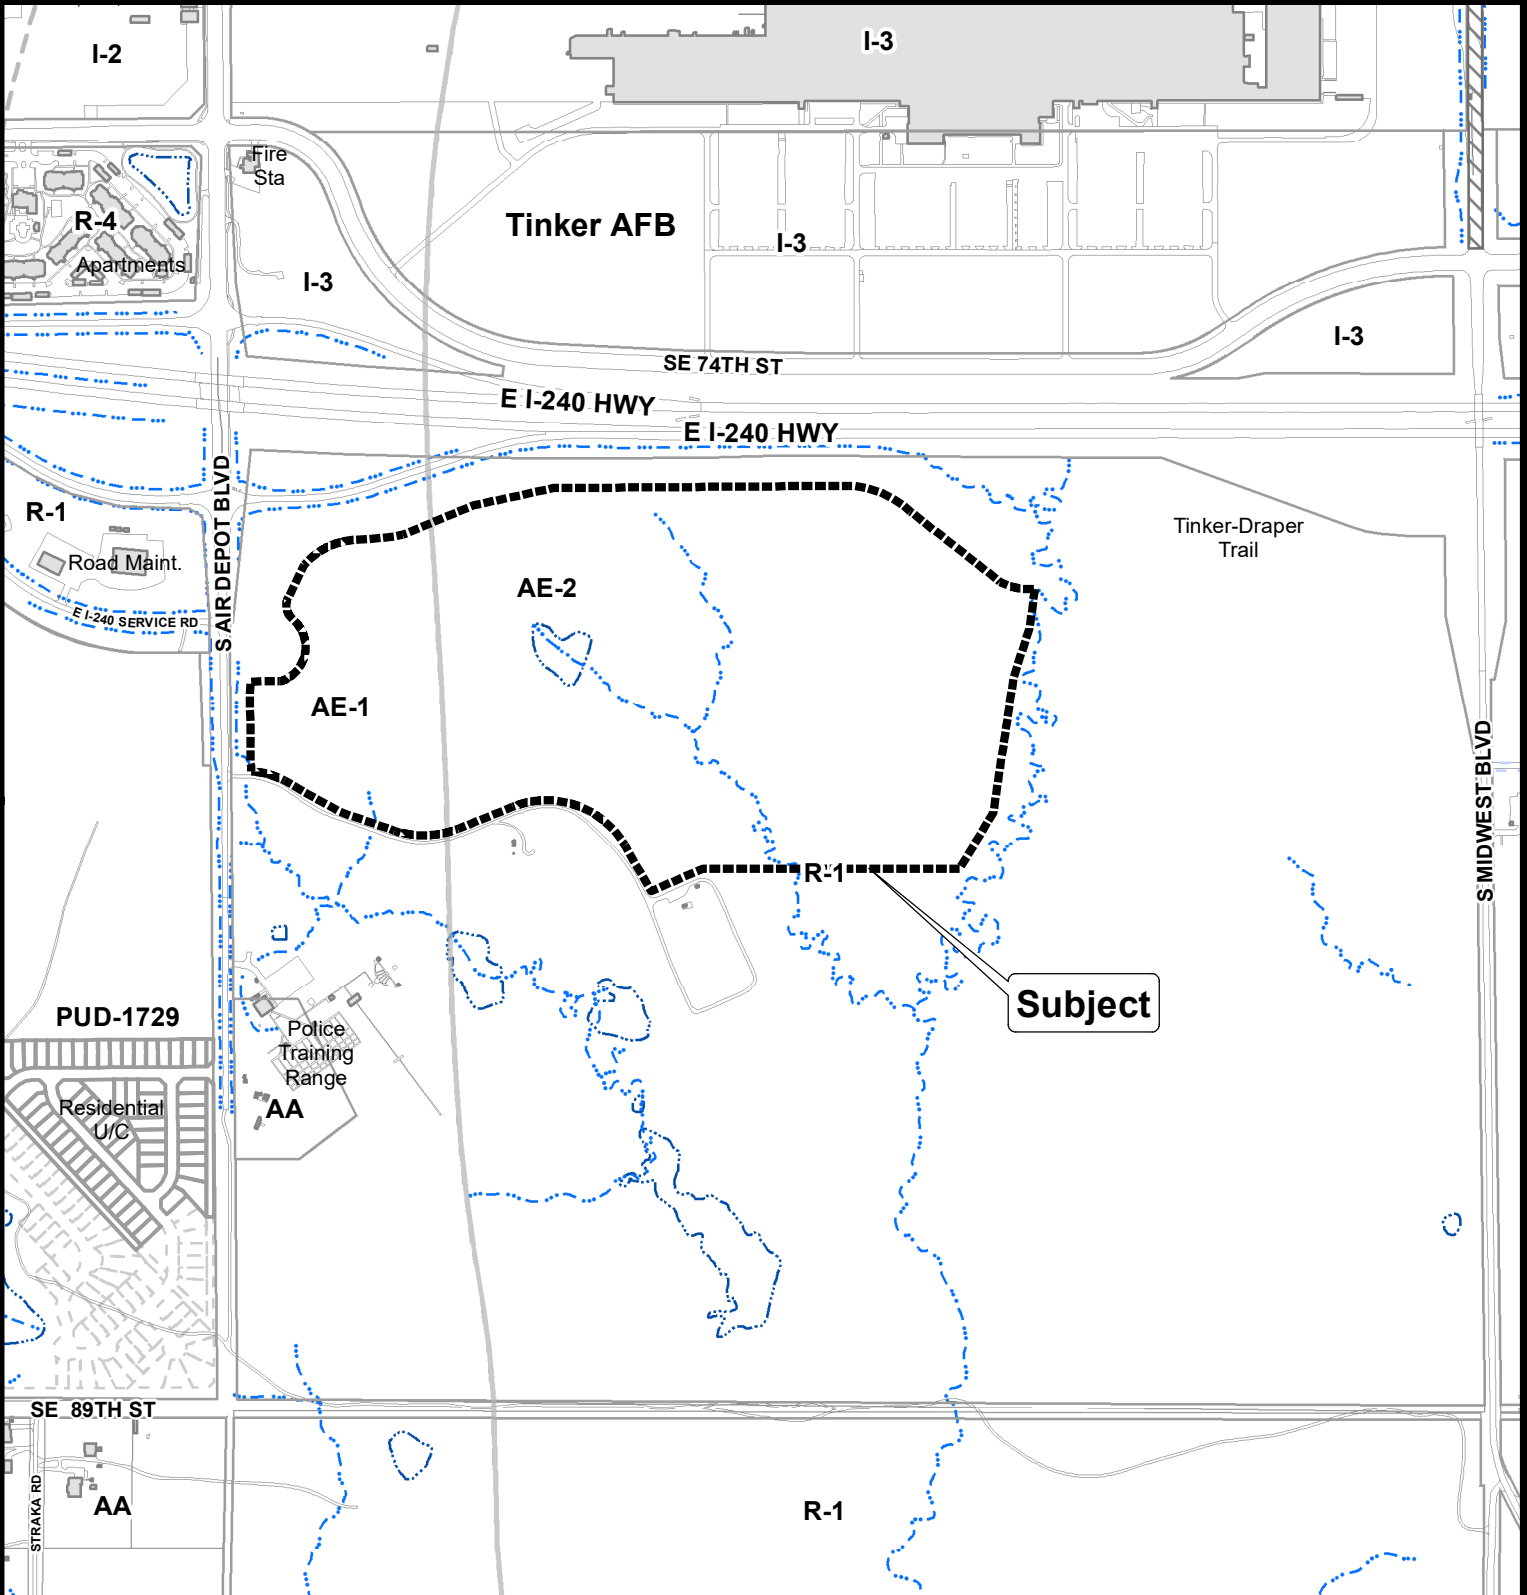 I-2
I-3
Fire
Sta
R-4
Apartments
Tinker AFB
I-3
I-3
I-3
SE 74TH ST
E I-240 HWY
E I-240 HWY
S AIR DEPOT BLVD
R-1
Road Maint.
E I-240 SERVICE RD
Tinker-Draper
Trail
AE-2
AE-1
S MIDWEST BLVD
R-1
Subject
PUD-1729
Police
Training
Range
Residential
U/C
AA
SE 89TH ST
STRAKA RD
AA
R-1